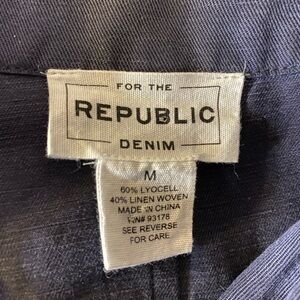 FOR THE
REPUBLIC
DENIM
M
60% LYOCELL
40% LINEN WOVEN
MADE IN CHINA
RN# 93176
SEE REVERSE
FOR CARE